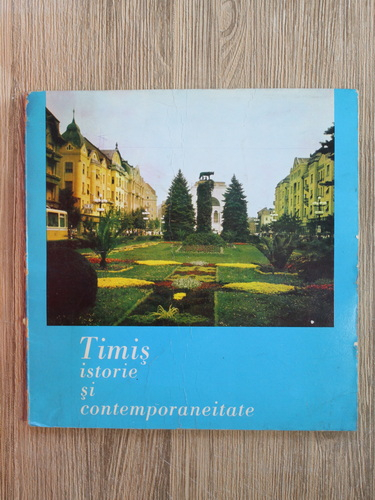 Timiș
istorie
și
contemporaneitate